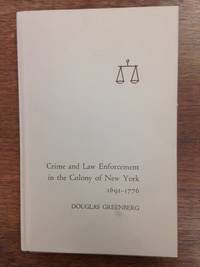 Crime and Law Enforcement
in the Colony of New York
1691–1776
DOUGLAS GREENBERG